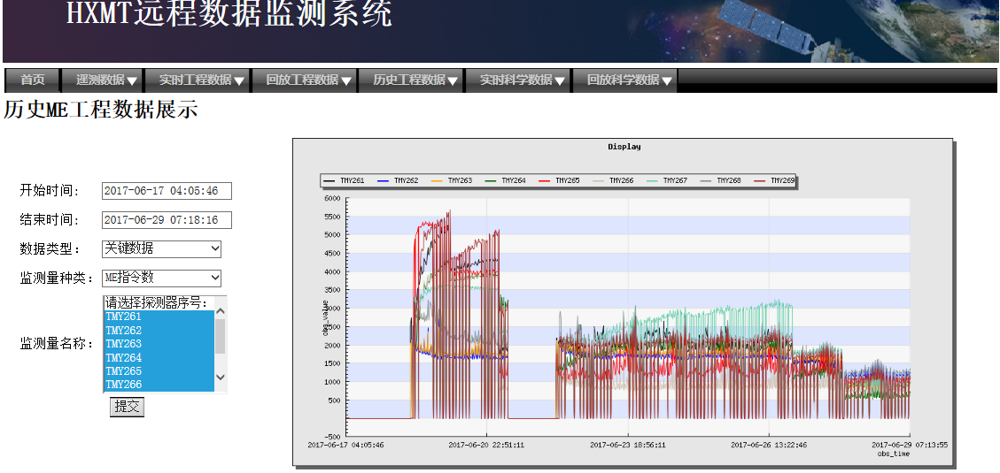 HXMT远程数据监测系统
首页 遥测数据 实时工程数据 回放工程数据 历史工程数据 实时科学数据 回放科学数据
历史ME工程数据展示
开始时间: 2017-06-17 04:05:46
结束时间: 2017-06-29 07:18:16
数据类型: 关键数据
监测量种类: ME指令数
监测量名称:
请选择探测器序号:
TMY261
TMY262
TMY263
TMY264
TMY265
TMY266
提交
Display
TMY261 TMY262 TMY263 TMY264 TMY265 TMY266 TMY267 TMY268 TMY269
6000
5500
5000
4500
4000
3500
3000
2500
2000
1500
1000
500
-500
obs_value
2017-06-17 04:05:46 2017-06-20 22:51:11 2017-06-23 18:56:11 2017-06-26 13:22:46 2017-06-29 07:13:55
obs_time